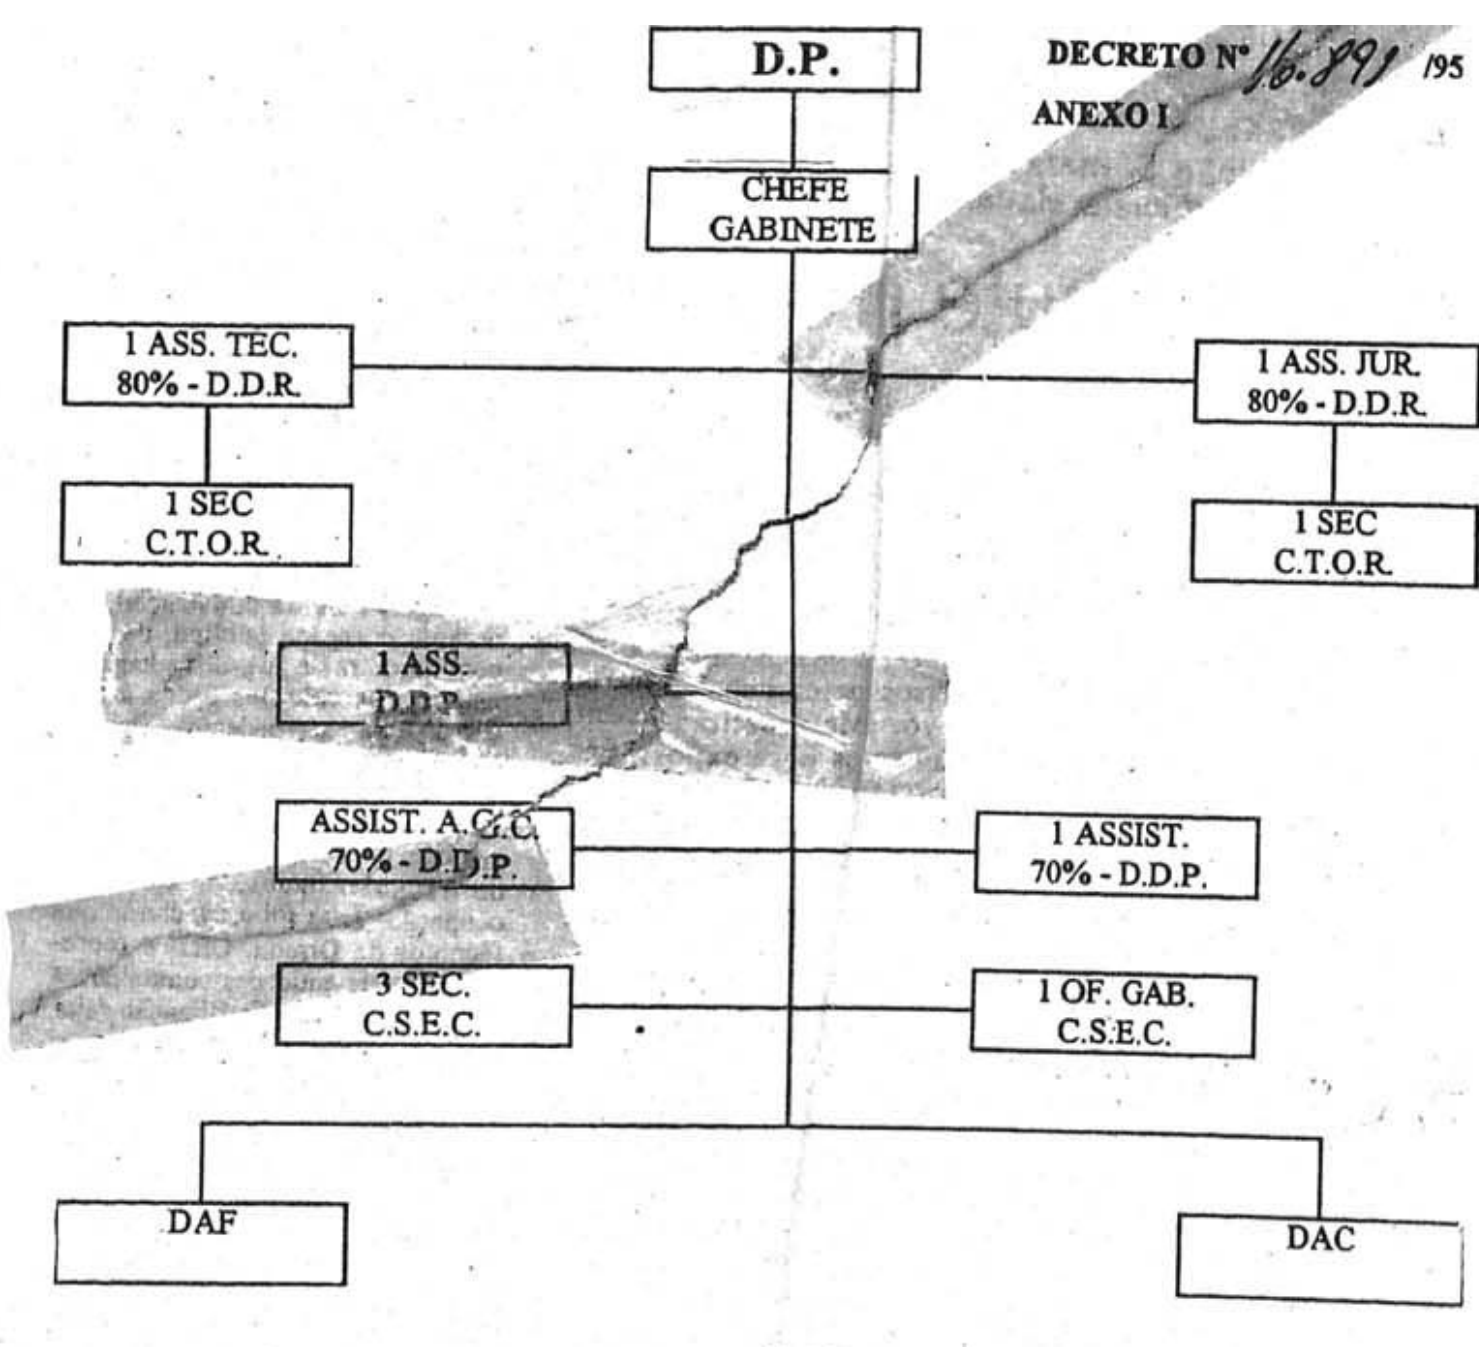 D.P.
DECRETO Nº 16.891 /95
ANEXO I
CHEFE
GABINETE
1 ASS. TEC.
80% - D.D.R.
1 ASS. JUR.
80% - D.D.R.
1 SEC
C.T.O.R.
1 SEC
C.T.O.R.
1 ASS.
D.D.P.
ASSIST. A.G.C.
70% - D.D.P.
1 ASSIST.
70% - D.D.P.
3 SEC.
C.S.E.C.
1 OF. GAB.
C.S.E.C.
DAF
DAC